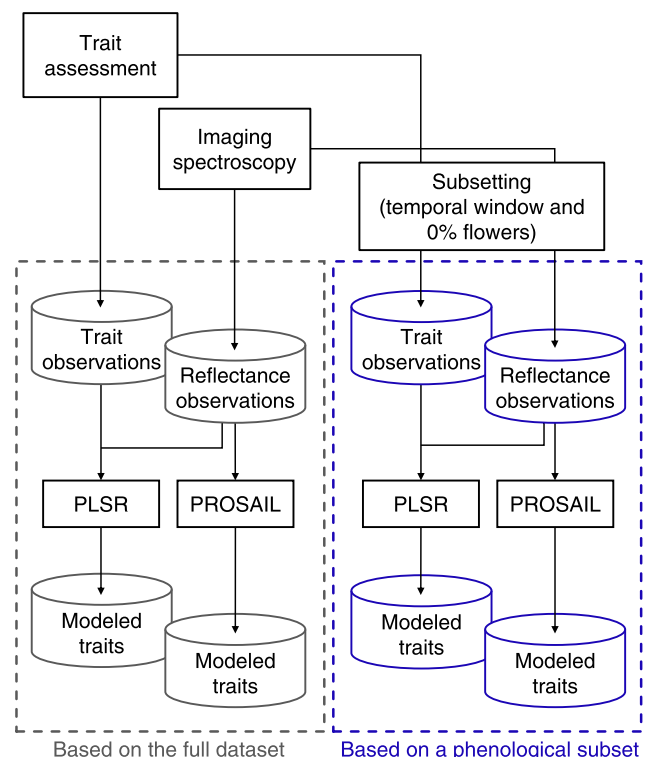 Trait
assessment
Imaging
spectroscopy
Subsetting
(temporal window and
0% flowers)
Trait
observations
Reflectance
observations
PLSR
PROSAIL
Modeled
traits
Modeled
traits
Based on the full dataset
Trait
observations
Reflectance
observations
PLSR
PROSAIL
Modeled
traits
Modeled
traits
Based on a phenological subset